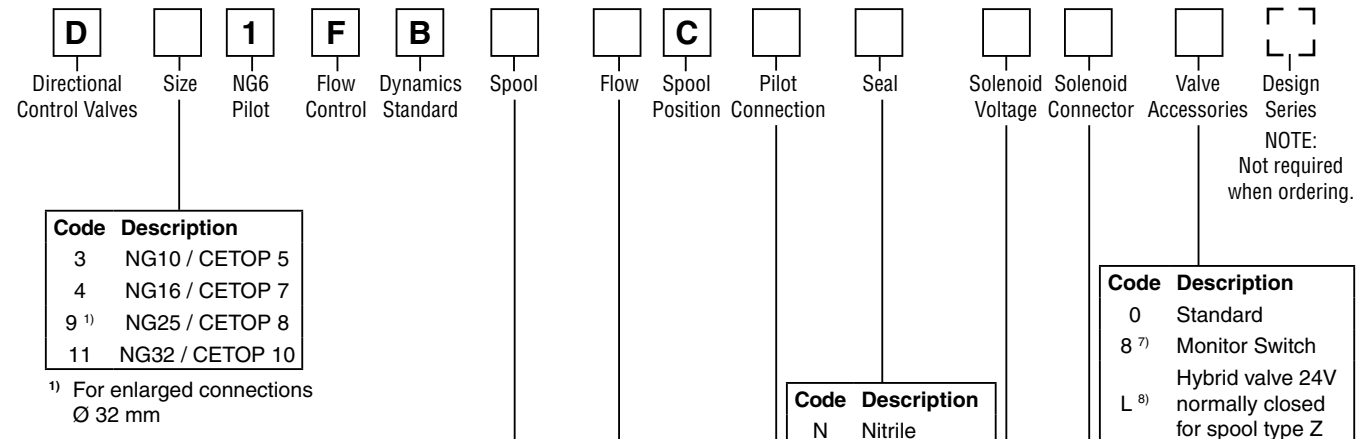 D 1 F B C
Directional Control Valves
Size
NG6 Pilot
Flow Control
Dynamics Standard
Spool
Flow
Spool Position
Pilot Connection
Seal
Solenoid Voltage
Solenoid Connector
Valve Accessories
Design Series
NOTE:
Not required
when ordering.
Code Description
3 NG10 / CETOP 5
4 NG16 / CETOP 7
9 1) NG25 / CETOP 8
11 NG32 / CETOP 10
1) For enlarged connections
Ø 32 mm
Code Description
N Nitrile
Code Description
0 Standard
8 7) Monitor Switch
L 8) Hybrid valve 24V
normally closed
for spool type Z